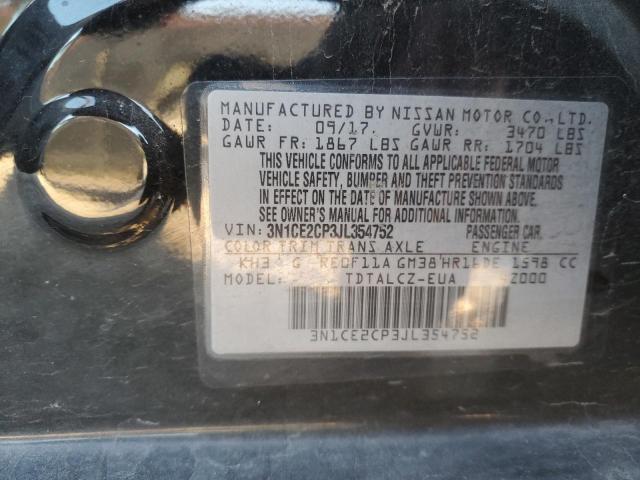 MANUFACTURED BY NISSAN MOTOR CO., LTD.
DATE: 09/17. GVWR: 3470 LBS
GAWR FR: 1867 LBS GAWR RR: 1704 LBS
THIS VEHICLE CONFORMS TO ALL APPLICABLE FEDERAL MOTOR
VEHICLE SAFETY, BUMPER AND THEFT PREVENTION STANDARDS
IN EFFECT ON THE DATE OF MANUFACTURE SHOWN ABOVE.
SEE OWNER'S MANUAL FOR ADDITIONAL INFORMATION.
VIN: 3N1CE2CP3JL354752 PASSENGER CAR.
COLOR TRIM TRANS AXLE ENGINE
KH3 G RE0F11A GM38 HR16DE 1598 CC
MODEL: TDTALCZ-EUA
3N1CE2CP3JL354752